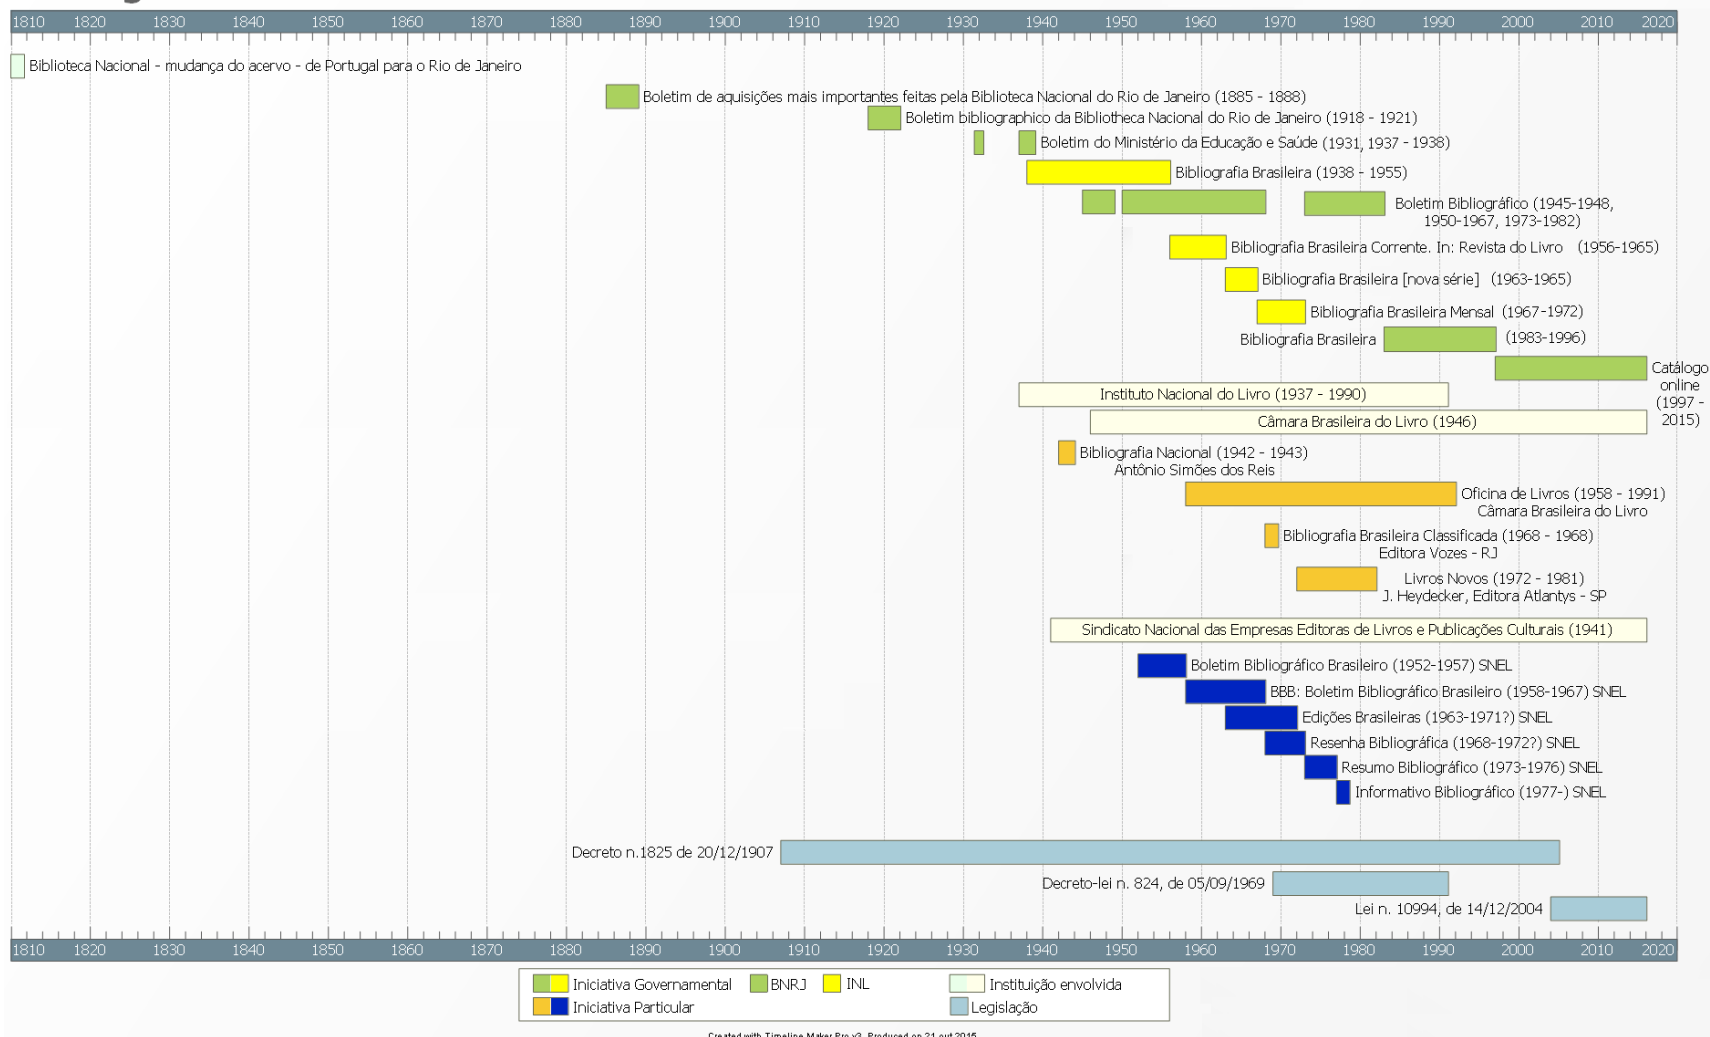 1810 1820 1830 1840 1850 1860 1870 1880 1890 1900 1910 1920 1930 1940 1950 1960 1970 1980 1990 2000 2010 2020
Biblioteca Nacional - mudança do acervo - de Portugal para o Rio de Janeiro
Boletim de aquisições mais importantes feitas pela Biblioteca Nacional do Rio de Janeiro (1885 - 1888)
Boletim bibliographico da Bibliotheca Nacional do Rio de Janeiro (1918 - 1921)
Boletim do Ministério da Educação e Saúde (1931, 1937 - 1938)
Bibliografia Brasileira (1938 - 1955)
Boletim Bibliográfico (1945-1948,
1950-1967, 1973-1982)
Bibliografia Brasileira Corrente. In: Revista do Livro (1956-1965)
Bibliografia Brasileira [nova série] (1963-1965)
Bibliografia Brasileira Mensal (1967-1972)
Bibliografia Brasileira (1983-1996)
Catálogo
online
(1997 -
2015)
Instituto Nacional do Livro (1937 - 1990)
Câmara Brasileira do Livro (1946)
Bibliografia Nacional (1942 - 1943)
Antônio Simões dos Reis
Oficina de Livros (1958 - 1991)
Câmara Brasileira do Livro
Bibliografia Brasileira Classificada (1968 - 1968)
Editora Vozes - RJ
Livros Novos (1972 - 1981)
J. Heydecker, Editora Atlantys - SP
Sindicato Nacional das Empresas Editoras de Livros e Publicações Culturais (1941)
Boletim Bibliográfico Brasileiro (1952-1957) SNEL
BBB: Boletim Bibliográfico Brasileiro (1958-1967) SNEL
Edições Brasileiras (1963-1971?) SNEL
Resenha Bibliográfica (1968-1972?) SNEL
Resumo Bibliográfico (1973-1976) SNEL
Informativo Bibliográfico (1977-) SNEL
Decreto n.1825 de 20/12/1907
Decreto-lei n. 824, de 05/09/1969
Lei n. 10994, de 14/12/2004
1810 1820 1830 1840 1850 1860 1870 1880 1890 1900 1910 1920 1930 1940 1950 1960 1970 1980 1990 2000 2010 2020
Iniciativa Governamental BNRJ INL Instituição envolvida
Iniciativa Particular Legislação
Created with Timeline Maker Pro v3. Produced on 21 out 2015.